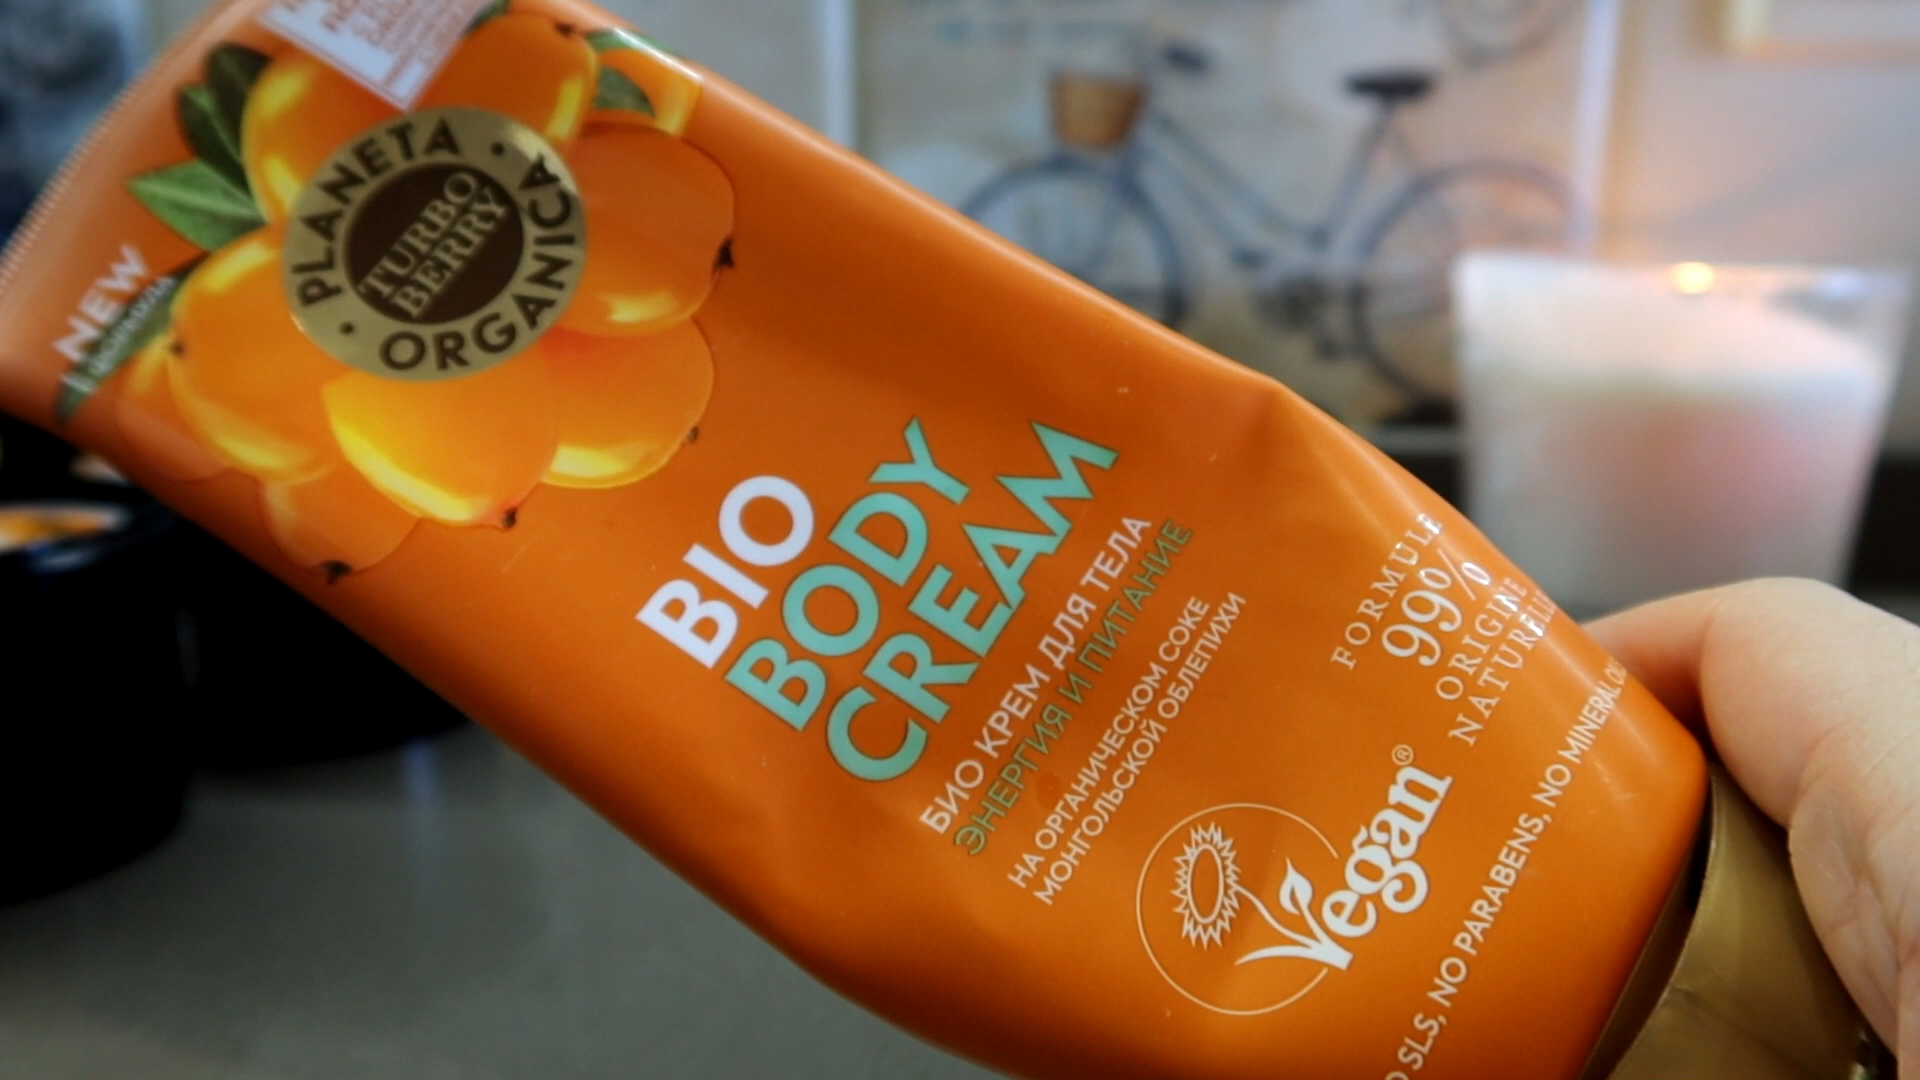 NEW
PLANETA
ORGANICA
TURBO
BERRY
BIO
BODY
CREAM
БИО КРЕМ ДЛЯ ТЕЛА
ЭНЕРГИЯ И ПИТАНИЕ
НА ОРГАНИЧЕСКОМ СОКЕ
МОНГОЛЬСКОЙ ОБЛЕПИХИ
FORMULE
99%
ORIGINE
NATURELLE
Vegan®
SLS, NO PARABENS, NO MINERAL